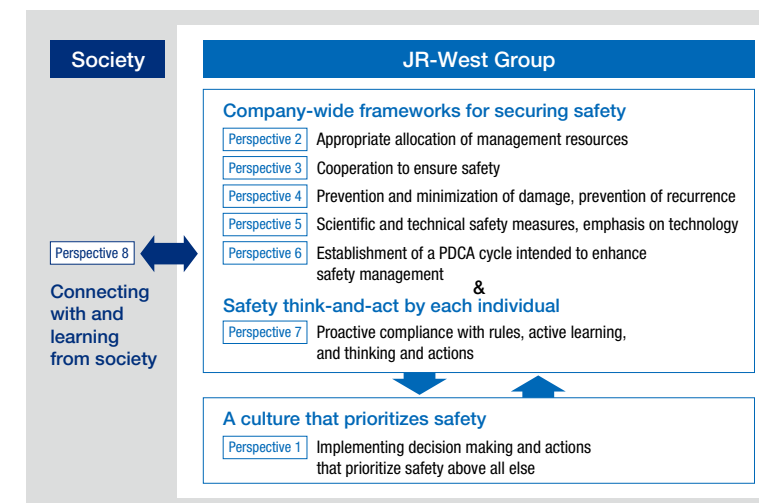 Society
JR-West Group
Company-wide frameworks for securing safety
Perspective 2 Appropriate allocation of management resources
Perspective 3 Cooperation to ensure safety
Perspective 4 Prevention and minimization of damage, prevention of recurrence
Perspective 5 Scientific and technical safety measures, emphasis on technology
Perspective 6 Establishment of a PDCA cycle intended to enhance
safety management
&
Safety think-and-act by each individual
Perspective 7 Proactive compliance with rules, active learning,
and thinking and actions
Perspective 8
Connecting
with and
learning
from society
A culture that prioritizes safety
Perspective 1 Implementing decision making and actions
that prioritize safety above all else